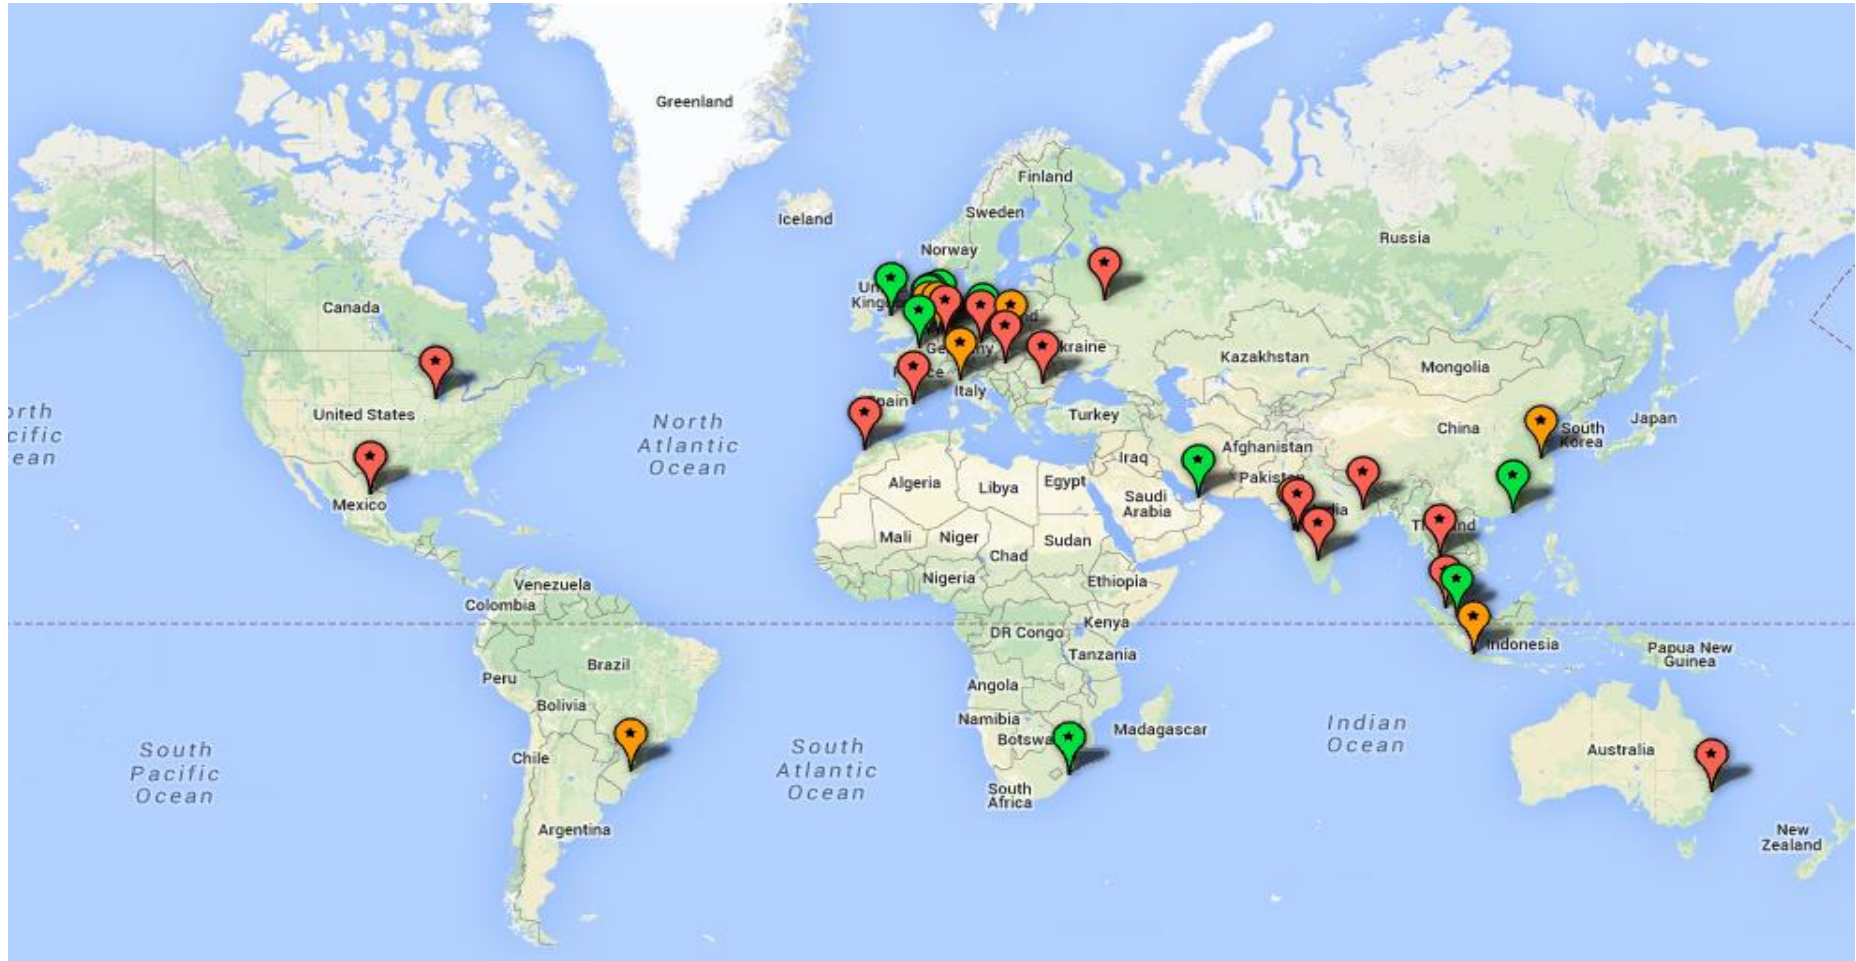 Greenland
Finland
Iceland
Sweden
Norway
Russia
Canada
Kazakhstan
Mongolia
Italy
United States
Turkey
North
Atlantic
Ocean
Japan
China
South
Korea
Afghanistan
Iraq
Algeria
Libya
Egypt
Saudi
Arabia
Mexico
Mali
Niger
Sudan
Chad
Nigeria
Ethiopia
Venezuela
Colombia
Kenya
DR Congo
Indonesia
Tanzania
Papua New
Guinea
Brazil
Peru
Angola
Bolivia
Namibia
Madagascar
Indian
Ocean
South
Pacific
Ocean
South
Atlantic
Ocean
Chile
Australia
South
Africa
Argentina
New
Zealand